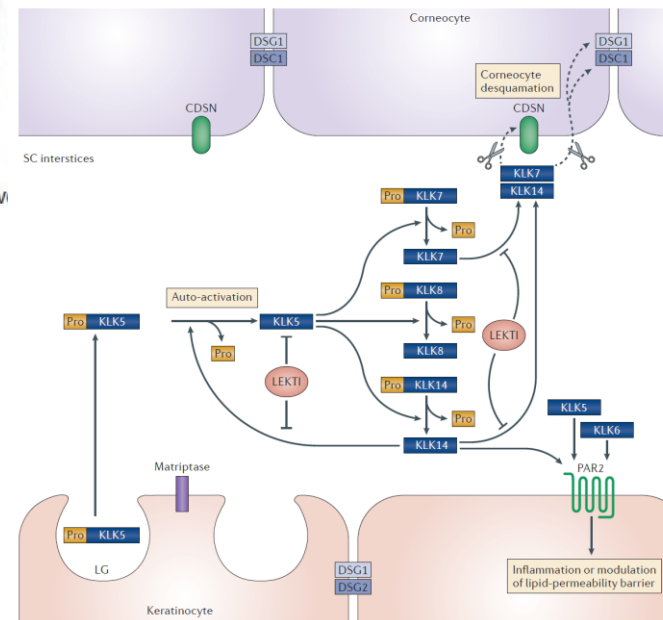 Corneocyte
DSG1
DSC1
DSG1
DSC1
Corneocyte
desquamation
CDSN
CDSN
SC interstices
KLK7
KLK14
Pro KLK7
Pro
KLK7
Pro KLK8
Auto-activation
Pro KLK5
KLK5
Pro
Pro
KLK8
LEKTI
LEKTI
Pro KLK14
Pro
KLK14
KLK5
KLK6
PAR2
Matriptase
Pro KLK5
LG
DSG1
DSG2
Inflammation or modulation
of lipid-permeability barrier
Keratinocyte